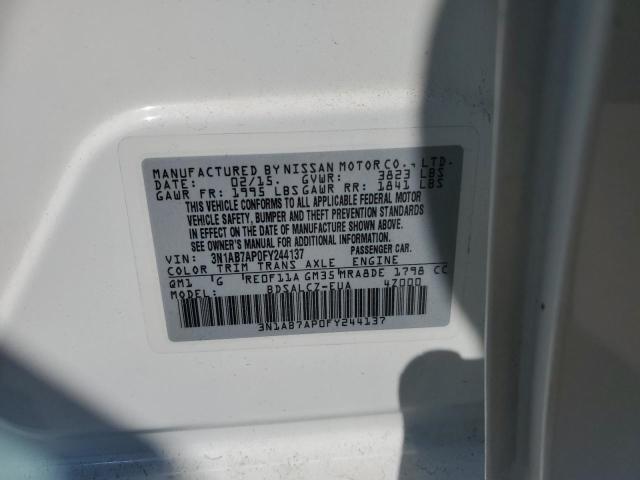 MANUFACTURED BY NISSAN MOTOR CO., LTD.
DATE: 02/15. GVWR: 3823 LBS
GAWR FR: 1995 LBS GAWR RR: 1841 LBS
THIS VEHICLE CONFORMS TO ALL APPLICABLE FEDERAL MOTOR
VEHICLE SAFETY, BUMPER AND THEFT PREVENTION STANDARDS
IN EFFECT ON THE DATE OF MANUFACTURE SHOWN ABOVE.
SEE OWNER'S MANUAL FOR ADDITIONAL INFORMATION.
VIN: 3N1AB7AP0FY244137 PASSENGER CAR.
COLOR TRIM TRANS AXLE ENGINE
GM1 'G RE0F11A GM35 MRA8DE 1798 CC
MODEL: BDSALCZ-EUA 4Z000
3N1AB7AP0FY244137